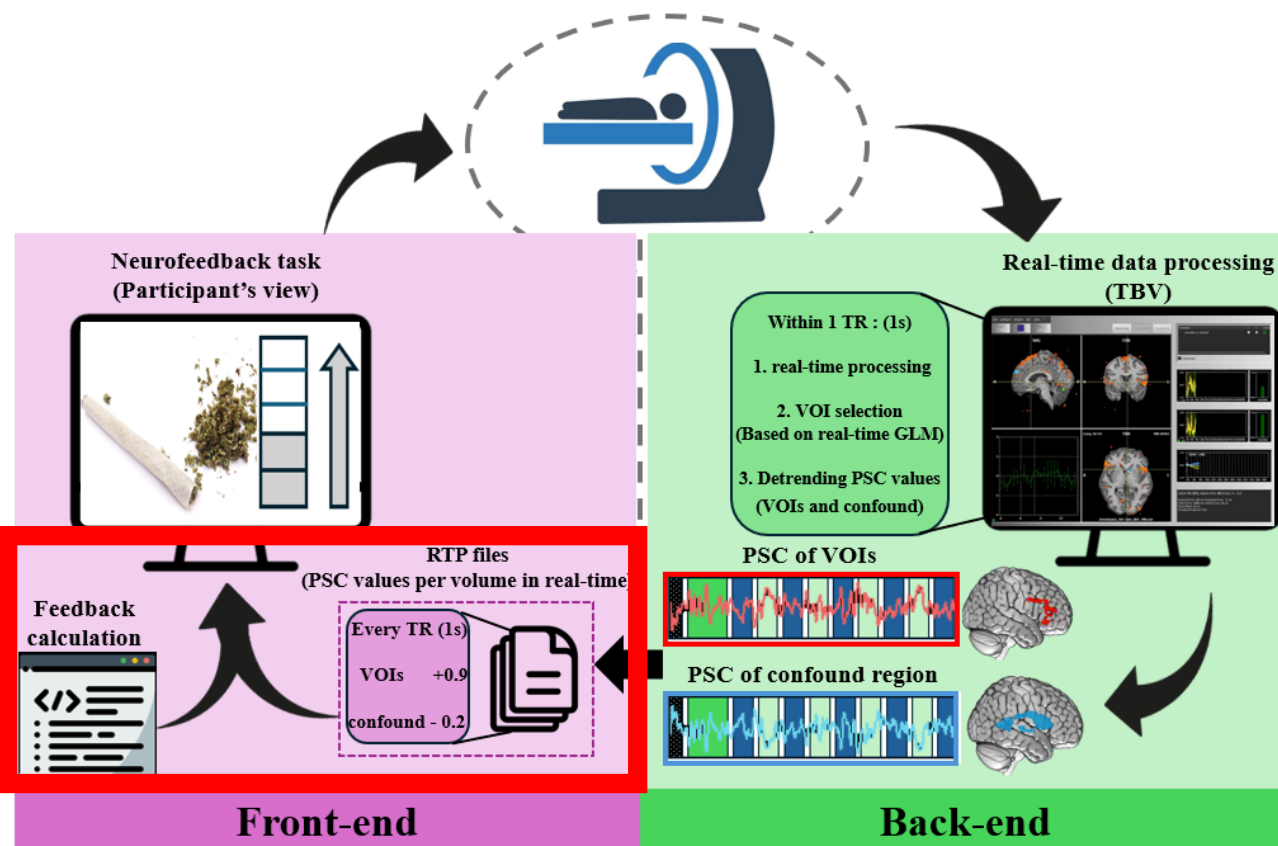 Neurofeedback task
(Participant's view)
Real-time data processing
(TBV)
Within 1 TR : (1s)
1. real-time processing
2. VOI selection
(Based on real-time GLM)
3. Detrending PSC values
(VOIs and confound)
RTP files
(PSC values per volume in real-time)
Feedback
calculation
</>
Every TR (1s)
VOIs +0.9
confound - 0.2
PSC of VOIs
PSC of confound region
Front-end
Back-end